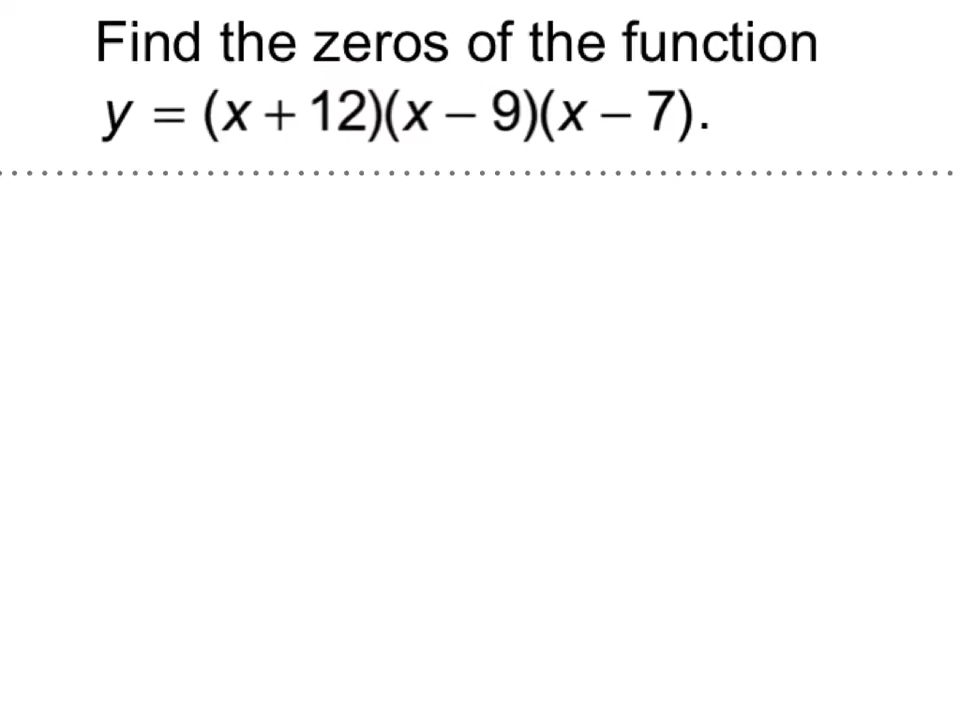 Find the zeros of the function
y = (x + 12)(x – 9)(x – 7).